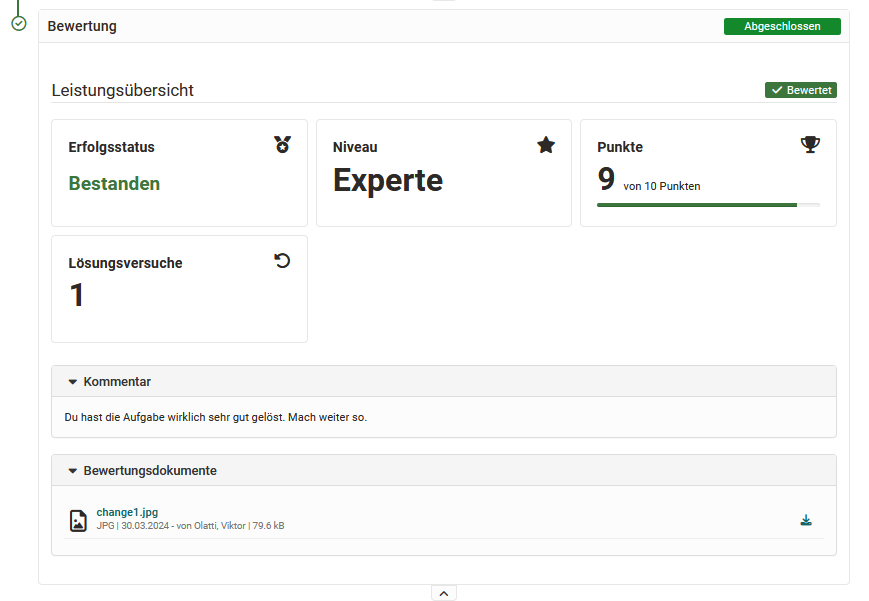 Bewertung
Abgeschlossen
Leistungsübersicht
Bewertet
Erfolgsstatus
Bestanden
Niveau
Experte
Punkte
9 von 10 Punkten
Lösungsversuche
1
Kommentar
Du hast die Aufgabe wirklich sehr gut gelöst. Mach weiter so.
Bewertungsdokumente
change1.jpg
JPG | 30.03.2024 - von Olatti, Viktor | 79.6 kB